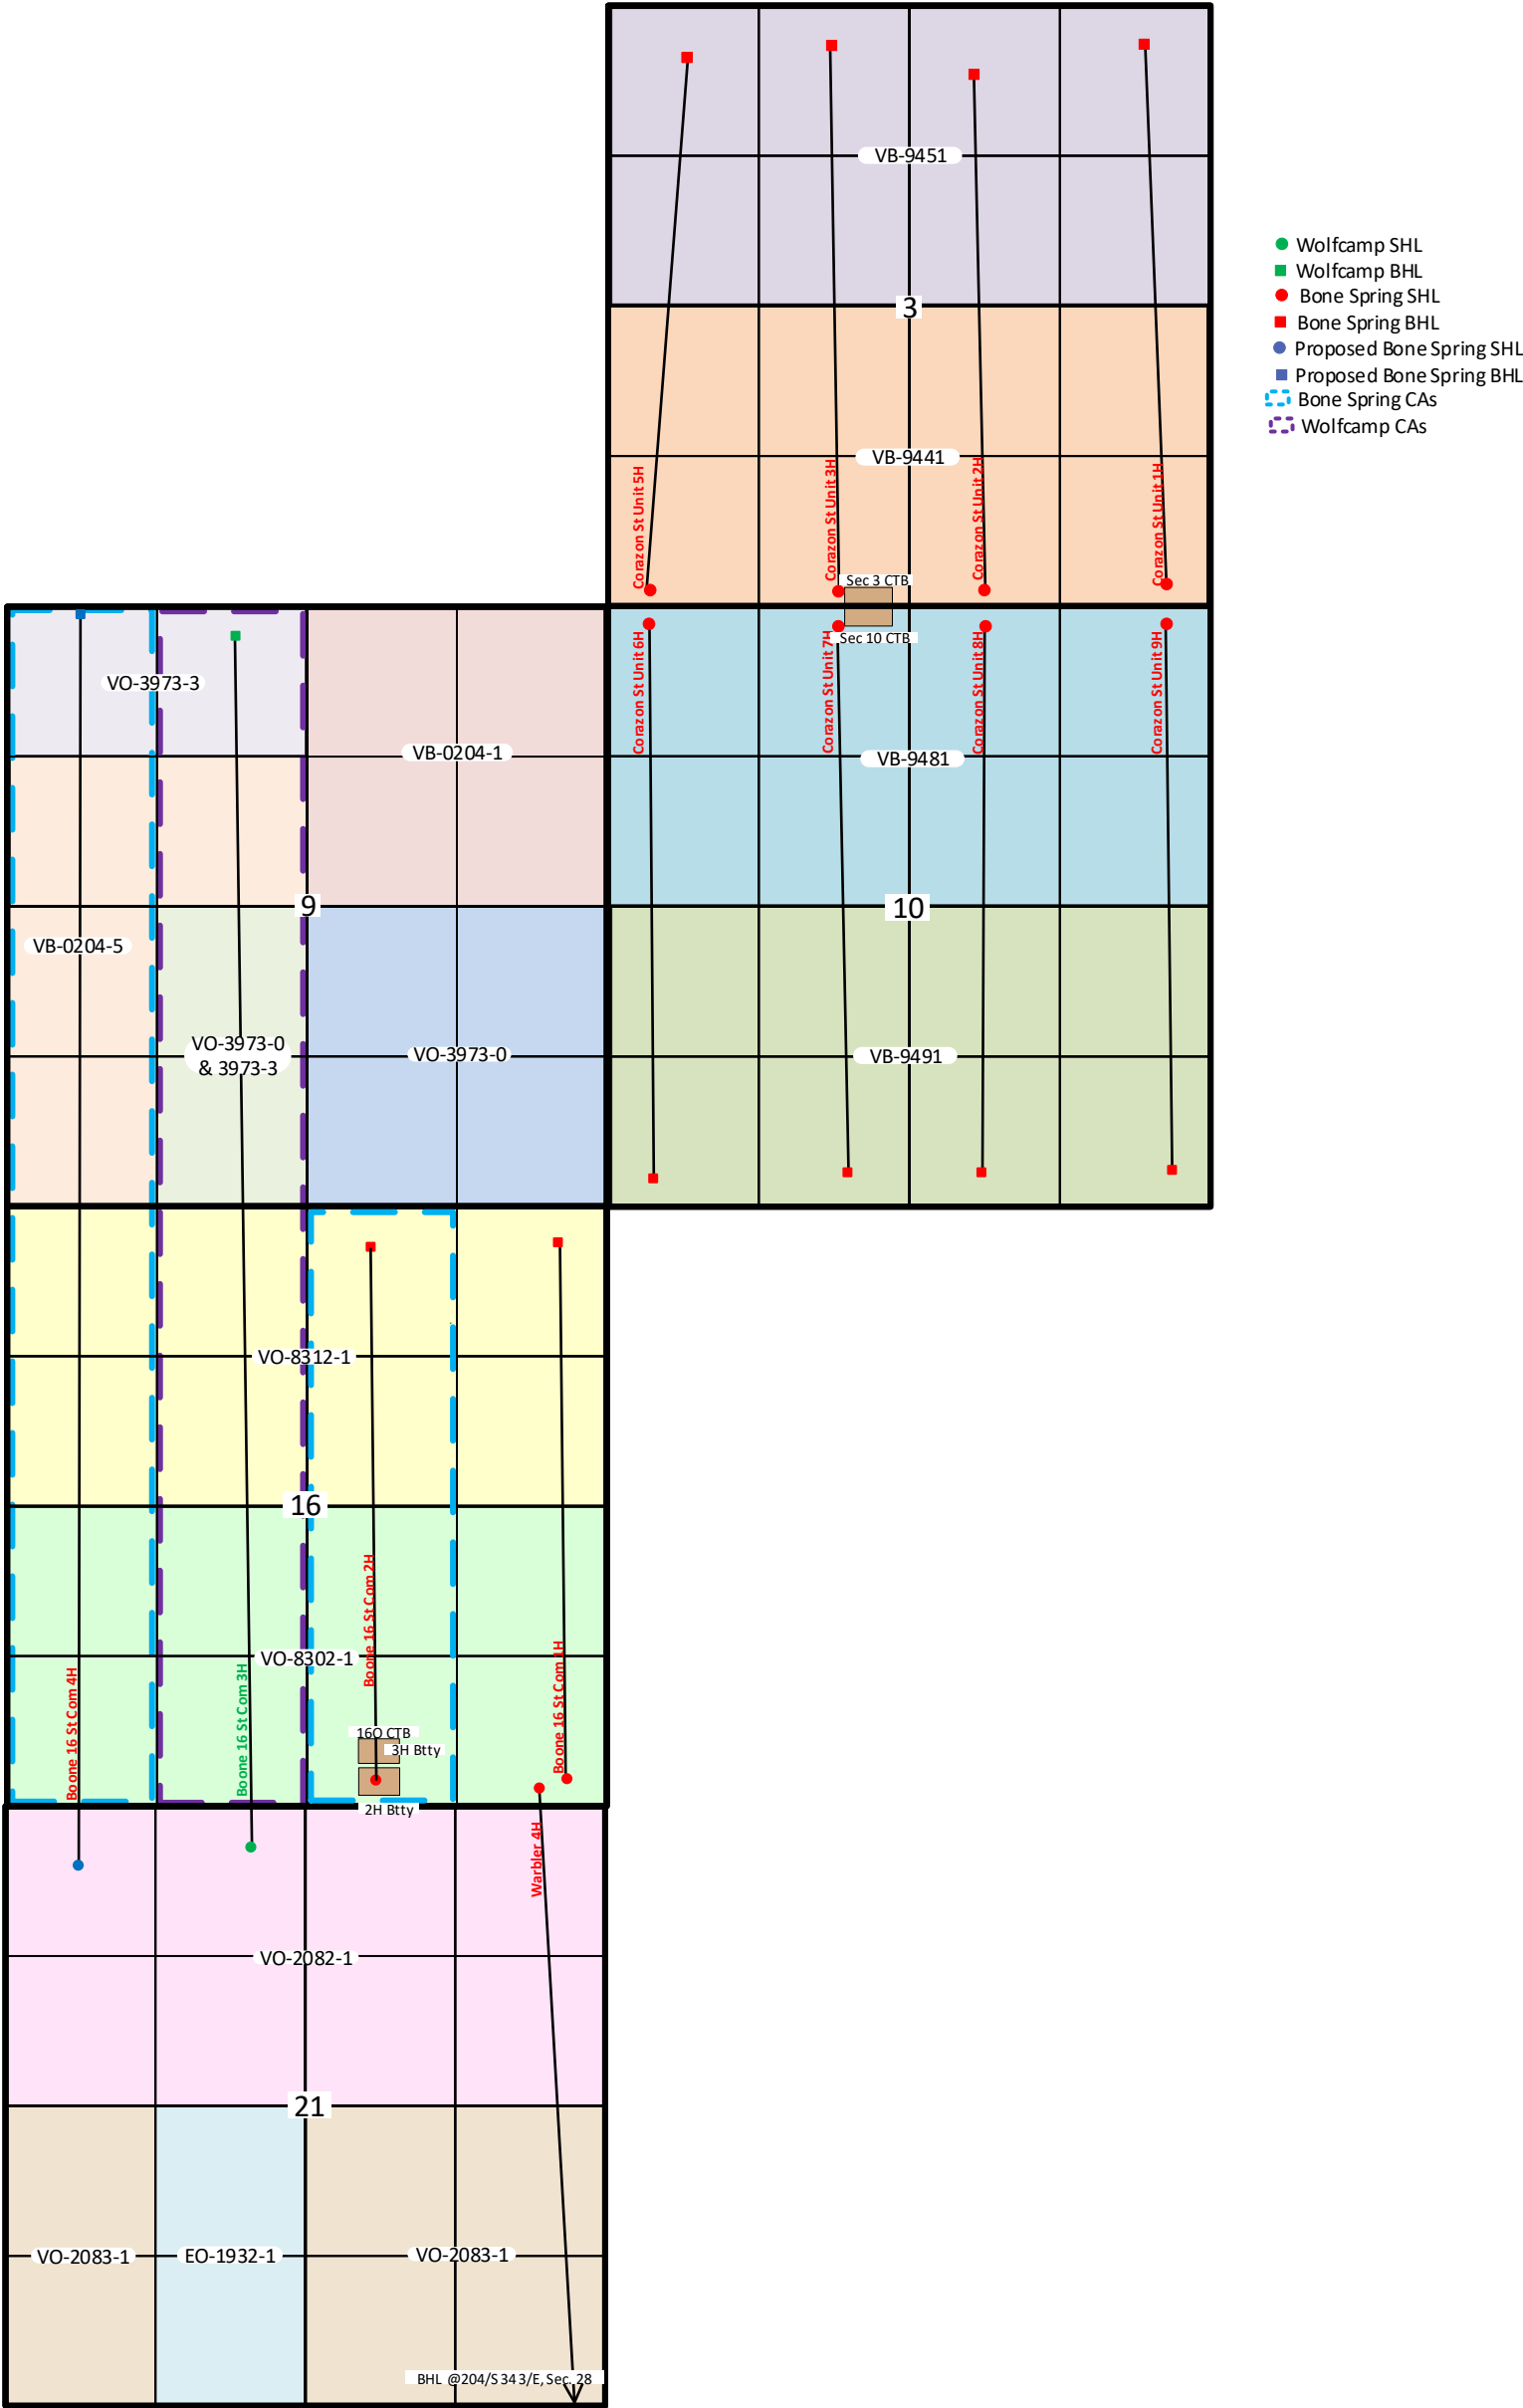 VB-9451
3
VB-9441
Corazon St Unit 5H
Corazon St Unit 3H
Corazon St Unit 2H
Corazon St Unit 1H
Sec 3 CTB
Sec 10 CTB
Corazon St Unit 6H
Corazon St Unit 7H
Corazon St Unit 8H
Corazon St Unit 9H
VB-9481
10
VB-9491
Wolfcamp SHL
Wolfcamp BHL
Bone Spring SHL
Bone Spring BHL
Proposed Bone Spring SHL
Proposed Bone Spring BHL
Bone Spring CAs
Wolfcamp CAs
VO-3973-3
VB-0204-1
9
VB-0204-5
VO-3973-0
& 3973-3
VO-3973-0
VO-8312-1
16
VO-8302-1
Boone 16 St Com 4H
Boone 16 St Com 3H
Boone 16 St Com 2H
Boone 16 St Com 1H
16O CTB
3H Btty
2H Btty
Warbler 4H
VO-2082-1
21
VO-2083-1
EO-1932-1
VO-2083-1
BHL @204/S 343/E, Sec. 28